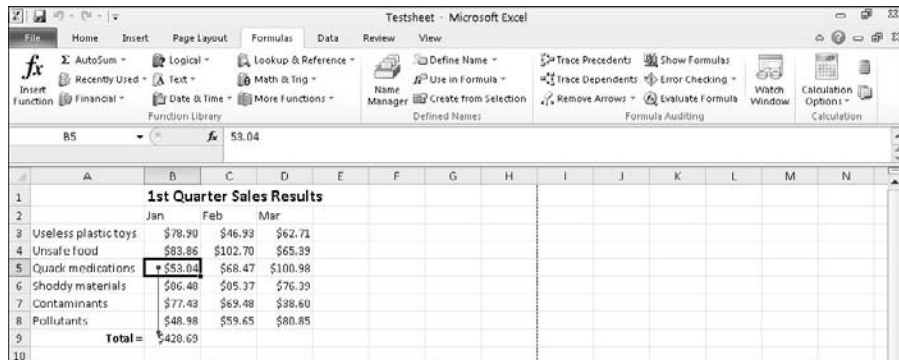 Testsheet - Microsoft Excel
File Home Insert Page Layout Formulas Data Review View
fx Insert Function
Σ AutoSum
Recently Used
Financial
Logical
Text
Date & Time
Lookup & Reference
Math & Trig
More Functions
Function Library
Name Manager
Define Name
Use in Formula
Create from Selection
Defined Names
Trace Precedents
Trace Dependents
Remove Arrows
Show Formulas
Error Checking
Evaluate Formula
Watch Window
Formula Auditing
Calculation Options
Calculation
B5 fx 53.04
A B C D E F G H I J K L M N
1 1st Quarter Sales Results
2 Jan Feb Mar
3 Useless plastic toys $78.90 $46.93 $62.71
4 Unsafe food $83.86 $102.70 $65.39
5 Quack medications $53.04 $68.47 $100.98
6 Shoddy materials $86.48 $85.37 $76.39
7 Contaminants $77.43 $69.48 $38.60
8 Pollutants $48.98 $59.65 $80.85
9 Total = $428.69
10